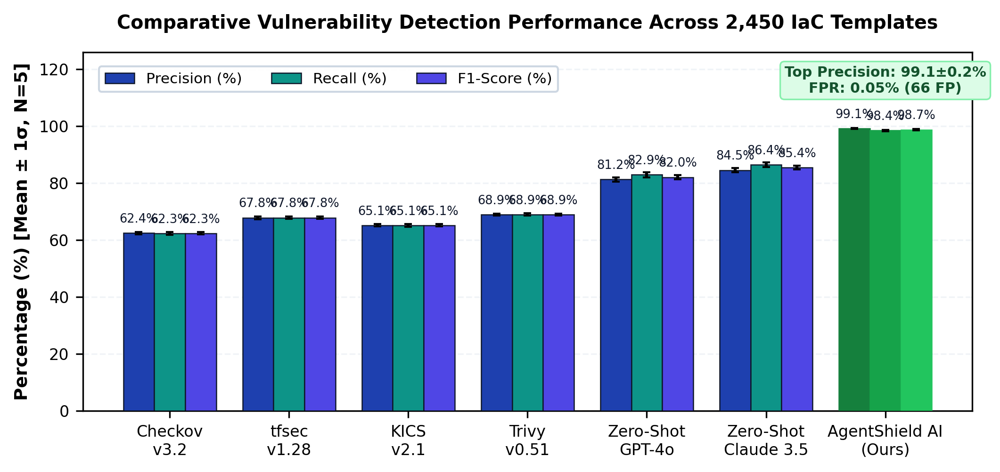 Comparative Vulnerability Detection Performance Across 2,450 IaC Templates
Percentage (%) [Mean ± 1σ, N=5]
120
100
80
60
40
20
0
Precision (%)
Recall (%)
F1-Score (%)
Top Precision: 99.1±0.2%
FPR: 0.05% (66 FP)
62.4% 62.3% 62.3%
67.8% 67.8% 67.8%
65.1% 65.1% 65.1%
68.9% 68.9% 68.9%
81.2% 82.9% 82.0%
84.5% 86.4% 85.4%
99.1% 98.4% 98.7%
Checkov
v3.2
tfsec
v1.28
KICS
v2.1
Trivy
v0.51
Zero-Shot
GPT-4o
Zero-Shot
Claude 3.5
AgentShield AI
(Ours)